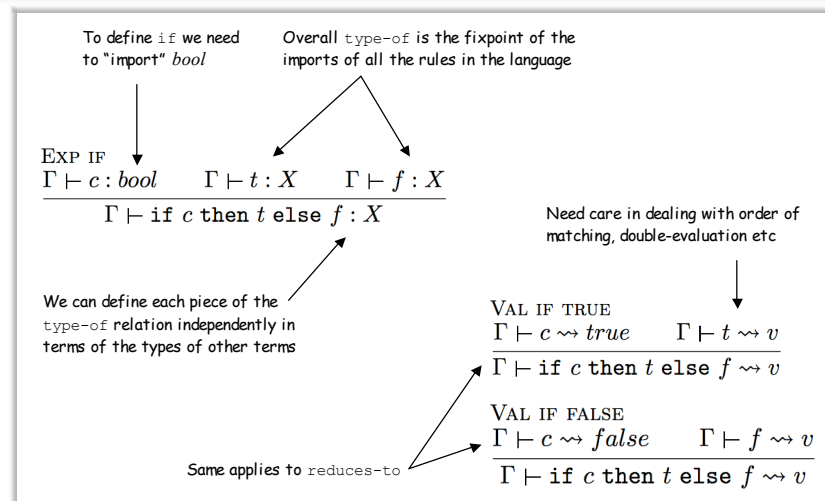 To define if we need
to "import" bool
Overall type-of is the fixpoint of the
imports of all the rules in the language
EXP IF
Γ ⊢ c : bool Γ ⊢ t : X Γ ⊢ f : X
Γ ⊢ if c then t else f : X
Need care in dealing with order of
matching, double-evaluation etc
We can define each piece of the
type-of relation independently in
terms of the types of other terms
VAL IF TRUE
Γ ⊢ c ⇝ true Γ ⊢ t ⇝ v
Γ ⊢ if c then t else f ⇝ v
VAL IF FALSE
Γ ⊢ c ⇝ false Γ ⊢ f ⇝ v
Γ ⊢ if c then t else f ⇝ v
Same applies to reduces-to